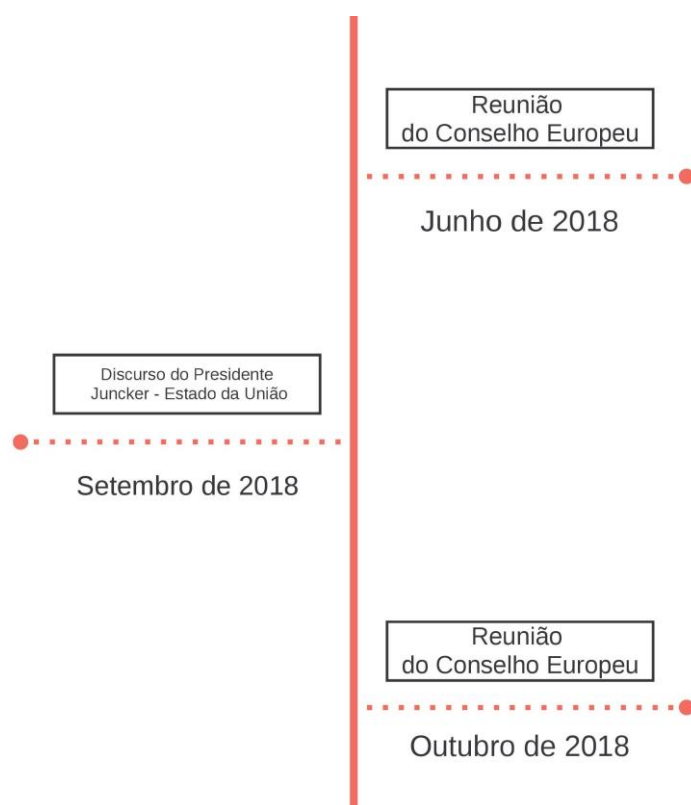 Reunião
do Conselho Europeu
Junho de 2018
Discurso do Presidente
Juncker - Estado da União
Setembro de 2018
Reunião
do Conselho Europeu
Outubro de 2018